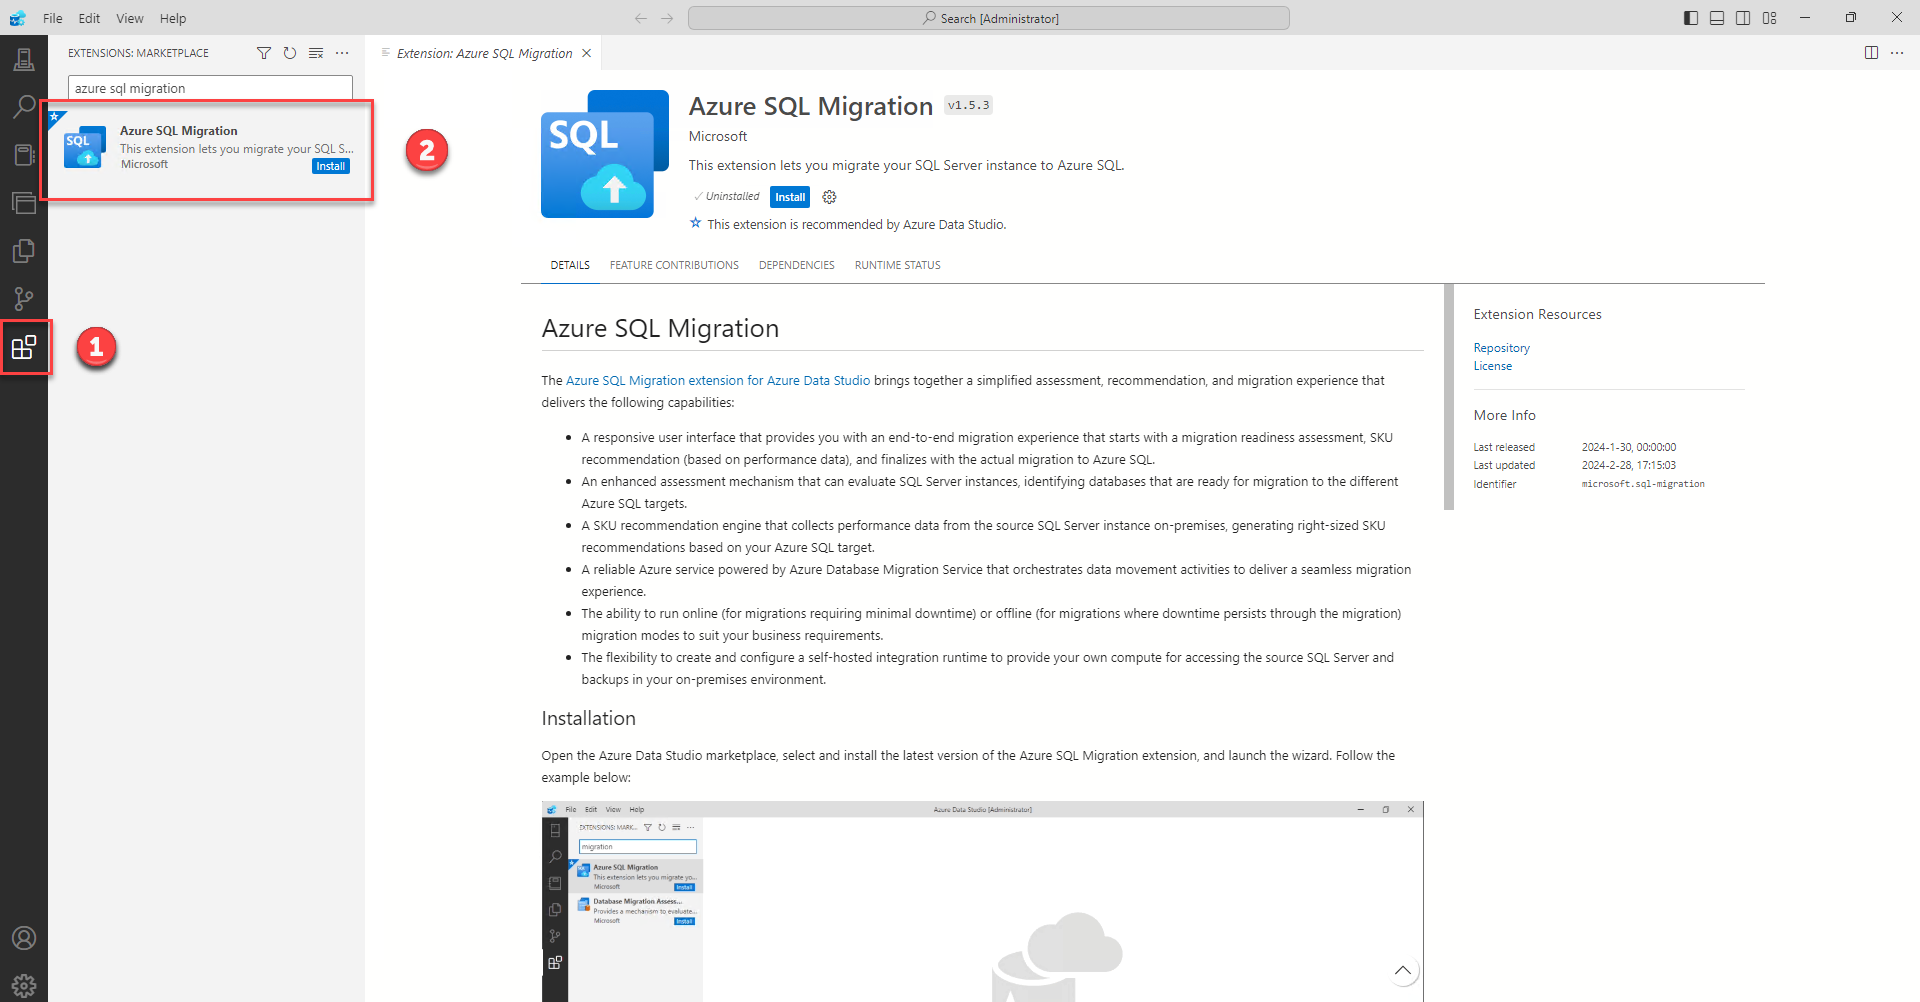 File Edit View Help
Search [Administrator]
EXTENSIONS: MARKETPLACE
azure sql migration
SQL
Azure SQL Migration
This extension lets you migrate your SQL S...
Microsoft
Install
1
2
Extension: Azure SQL Migration
SQL
Azure SQL Migration v1.5.3
Microsoft
This extension lets you migrate your SQL Server instance to Azure SQL.
Uninstalled Install
This extension is recommended by Azure Data Studio.
DETAILS FEATURE CONTRIBUTIONS DEPENDENCIES RUNTIME STATUS
Azure SQL Migration
The Azure SQL Migration extension for Azure Data Studio brings together a simplified assessment, recommendation, and migration experience that
delivers the following capabilities:
• A responsive user interface that provides you with an end-to-end migration experience that starts with a migration readiness assessment, SKU
recommendation (based on performance data), and finalizes with the actual migration to Azure SQL.
• An enhanced assessment mechanism that can evaluate SQL Server instances, identifying databases that are ready for migration to the different
Azure SQL targets.
• A SKU recommendation engine that collects performance data from the source SQL Server instance on-premises, generating right-sized SKU
recommendations based on your Azure SQL target.
• A reliable Azure service powered by Azure Database Migration Service that orchestrates data movement activities to deliver a seamless migration
experience.
• The ability to run online (for migrations requiring minimal downtime) or offline (for migrations where downtime persists through the migration)
migration modes to suit your business requirements.
• The flexibility to create and configure a self-hosted integration runtime to provide your own compute for accessing the source SQL Server and
backups in your on-premises environment.
Installation
Open the Azure Data Studio marketplace, select and install the latest version of the Azure SQL Migration extension, and launch the wizard. Follow the
example below:
File Edit View Help
Azure Data Studio [Administrator]
EXTENSIONS: MARK...
migration
SQL
Azure SQL Migration
This extension lets you migrate yo...
Microsoft
Install
Database Migration Assess...
Provides a mechanism to evaluate...
Microsoft
Install
Extension Resources
Repository
License
More Info
Last released 2024-1-30, 00:00:00
Last updated 2024-2-28, 17:15:03
Identifier microsoft.sql-migration